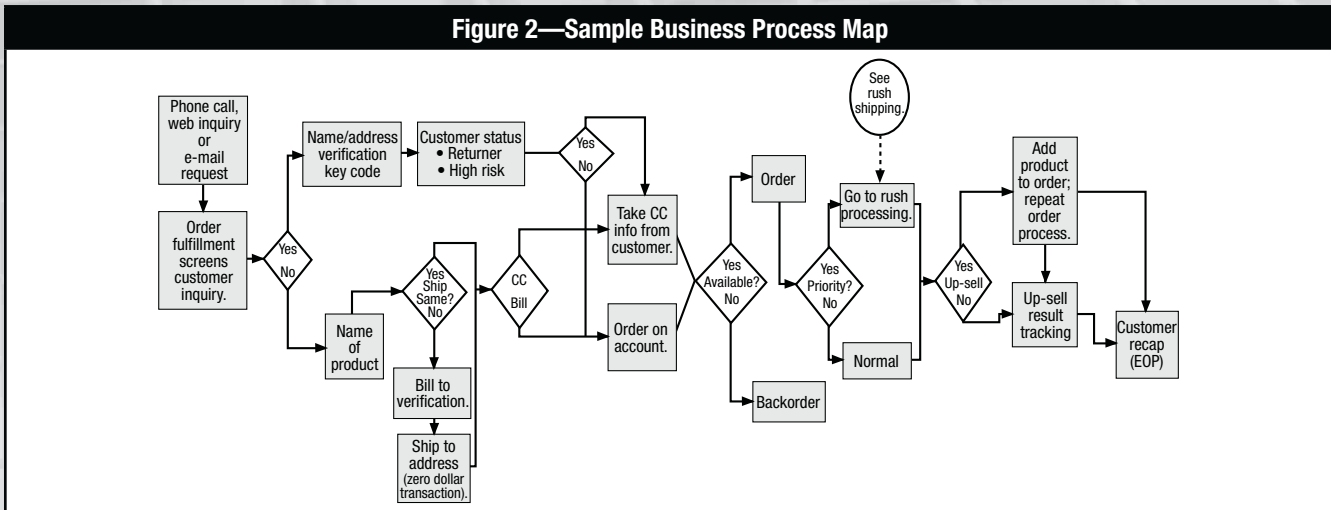 Figure 2—Sample Business Process Map
Phone call,
web inquiry
or
e-mail
request
Order
fulfillment
screens
customer
inquiry.
Yes
No
Name/address
verification
key code
Customer status
• Returner
• High risk
Yes
No
Name
of
product
Yes
Ship
Same?
No
Bill to
verification.
Ship to
address
(zero dollar
transaction).
CC
Bill
Take CC
info from
customer.
Order on
account.
Yes
Available?
No
Order
Backorder
Yes
Priority?
No
See
rush
shipping.
Go to rush
processing.
Normal
Yes
Up-sell
No
Add
product
to order;
repeat
order
process.
Up-sell
result
tracking
Customer
recap
(EOP)